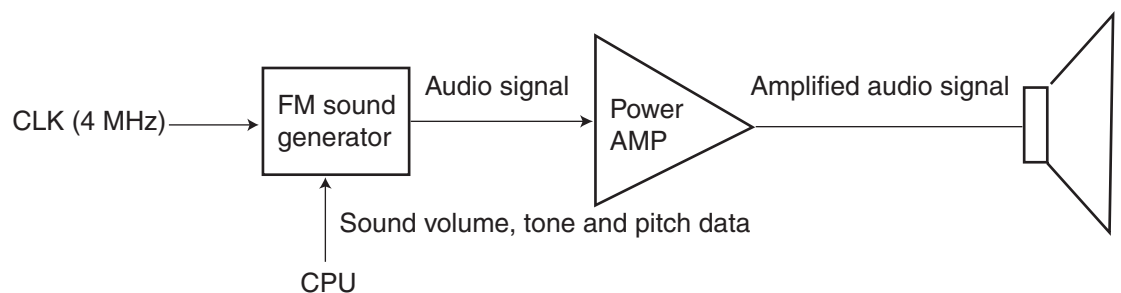 CLK (4 MHz)
FM sound
generator
Audio signal
Power
AMP
Amplified audio signal
Sound volume, tone and pitch data
CPU